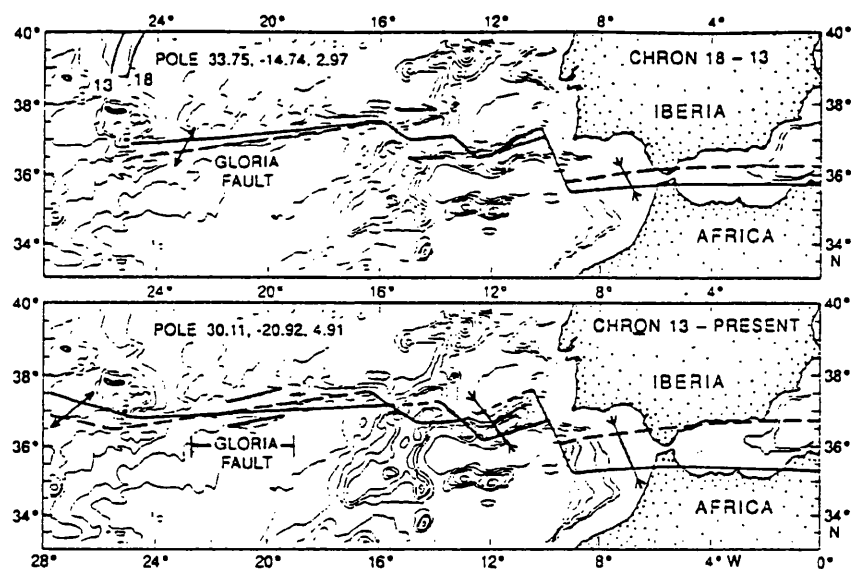 24° 20° 16° 12° 8° 4°
40° 40°
POLE 33.75, -14.74, 2.97 CHRON 18 – 13
13 18
38° 38°
IBERIA
36° 36°
GLORIA
FAULT
AFRICA
34° 34°
N
24° 20° 16° 12° 8° 4°
40° 40°
POLE 30.11, -20.92, 4.91 CHRON 13 – PRESENT
38° 38°
IBERIA
36° 36°
GLORIA
FAULT
AFRICA
34° 34°
N
28° 24° 20° 16° 12° 8° 4° W 0°